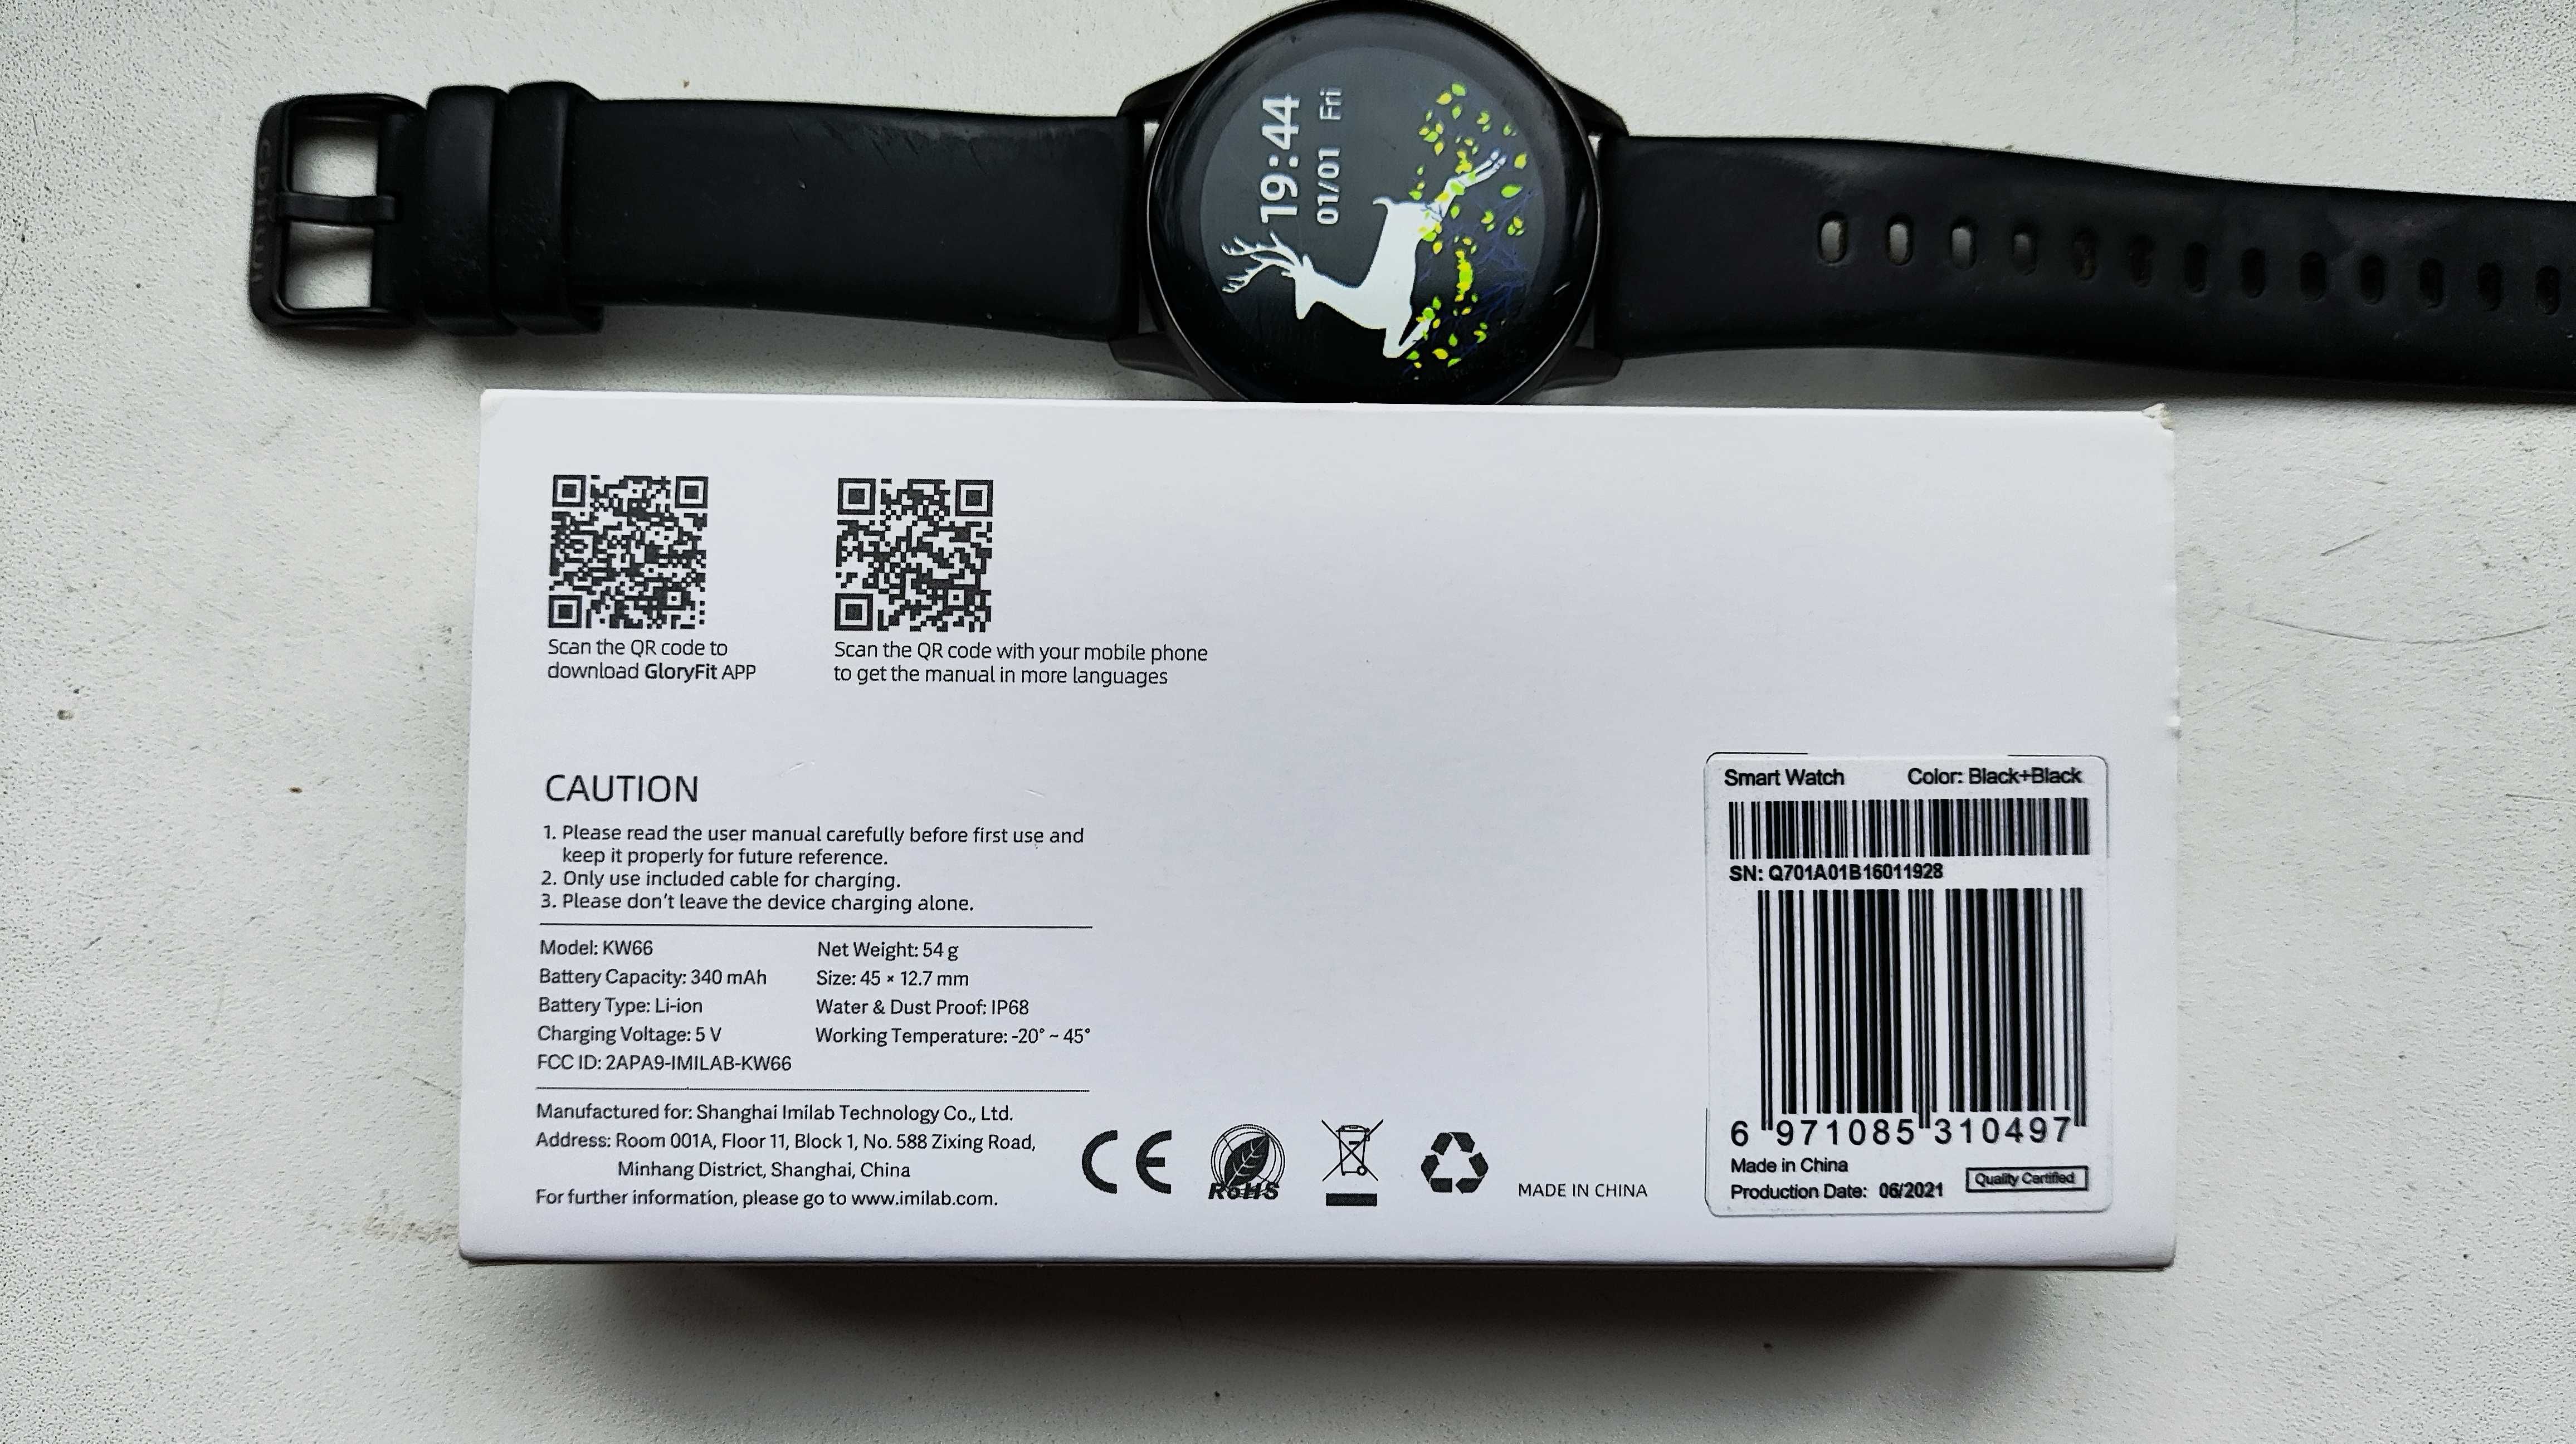 19:44
01/01 Fri
imilab
Scan the QR code to
download GloryFit APP
Scan the QR code with your mobile phone
to get the manual in more languages
CAUTION
1. Please read the user manual carefully before first use and
keep it properly for future reference.
2. Only use included cable for charging.
3. Please don't leave the device charging alone.
Model: KW66
Battery Capacity: 340 mAh
Battery Type: Li-ion
Charging Voltage: 5 V
FCC ID: 2APA9-IMILAB-KW66
Net Weight: 54 g
Size: 45 × 12.7 mm
Water & Dust Proof: IP68
Working Temperature: -20° ~ 45°
Manufactured for: Shanghai Imilab Technology Co., Ltd.
Address: Room 001A, Floor 11, Block 1, No. 588 Zixing Road,
Minhang District, Shanghai, China
For further information, please go to www.imilab.com.
CE
RoHS
MADE IN CHINA
Smart Watch Color: Black+Black
SN: Q701A01B16011928
6 971085 310497
Made in China
Production Date: 06/2021
Quality Certified